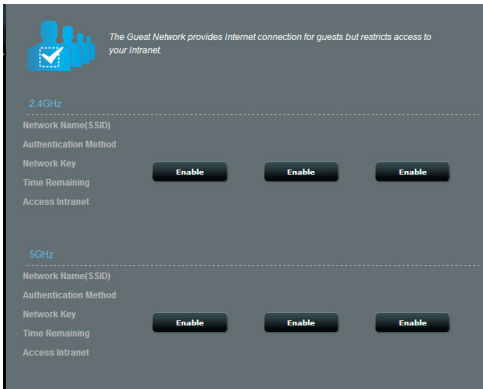 The Guest Network provides Internet connection for guests but restricts access to
your Intranet.
2.4GHz
Network Name(SSID)
Authentication Method
Network Key
Enable Enable Enable
Time Remaining
Access Intranet
5GHz
Network Name(SSID)
Authentication Method
Network Key
Enable Enable Enable
Time Remaining
Access Intranet